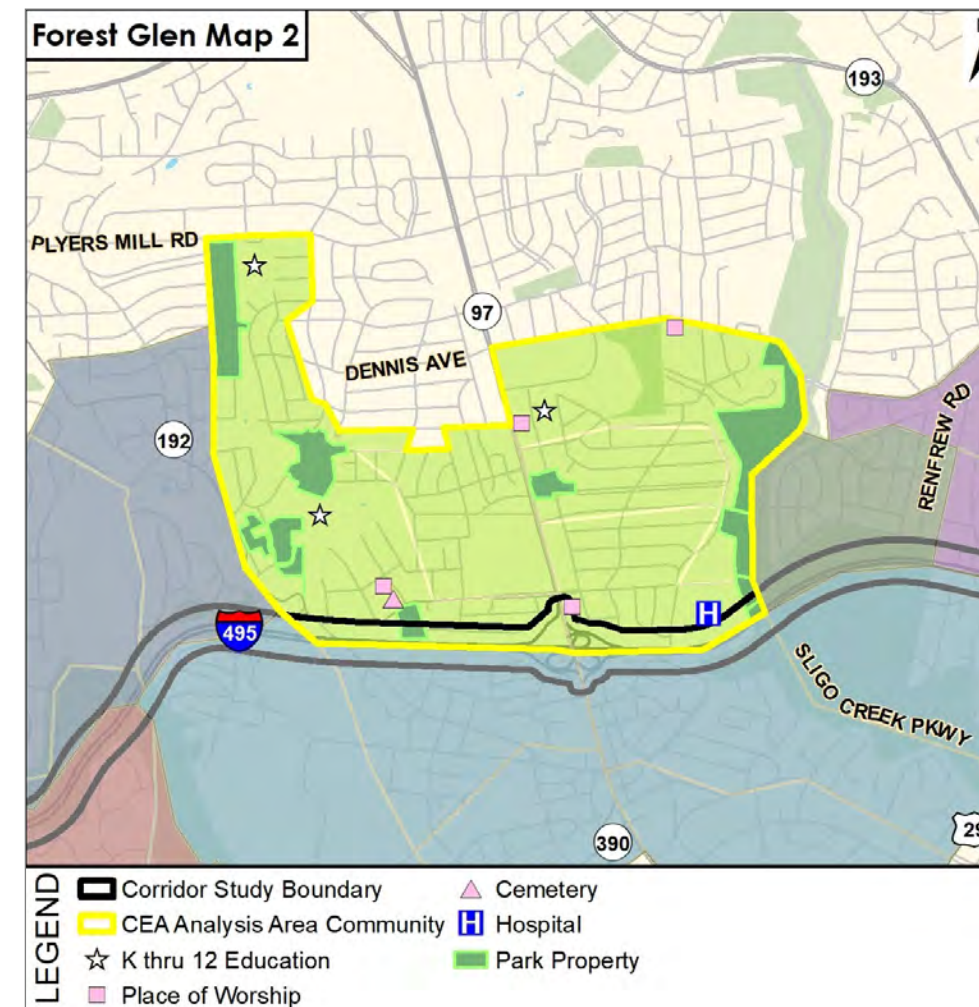 Forest Glen Map 2
193
PLYERS MILL RD
97
DENNIS AVE
192
RENFREW RD
H
495
SLIGO CREEK PKWY
390
LEGEND
Corridor Study Boundary
Cemetery
CEA Analysis Area Community
H Hospital
K thru 12 Education
Park Property
Place of Worship